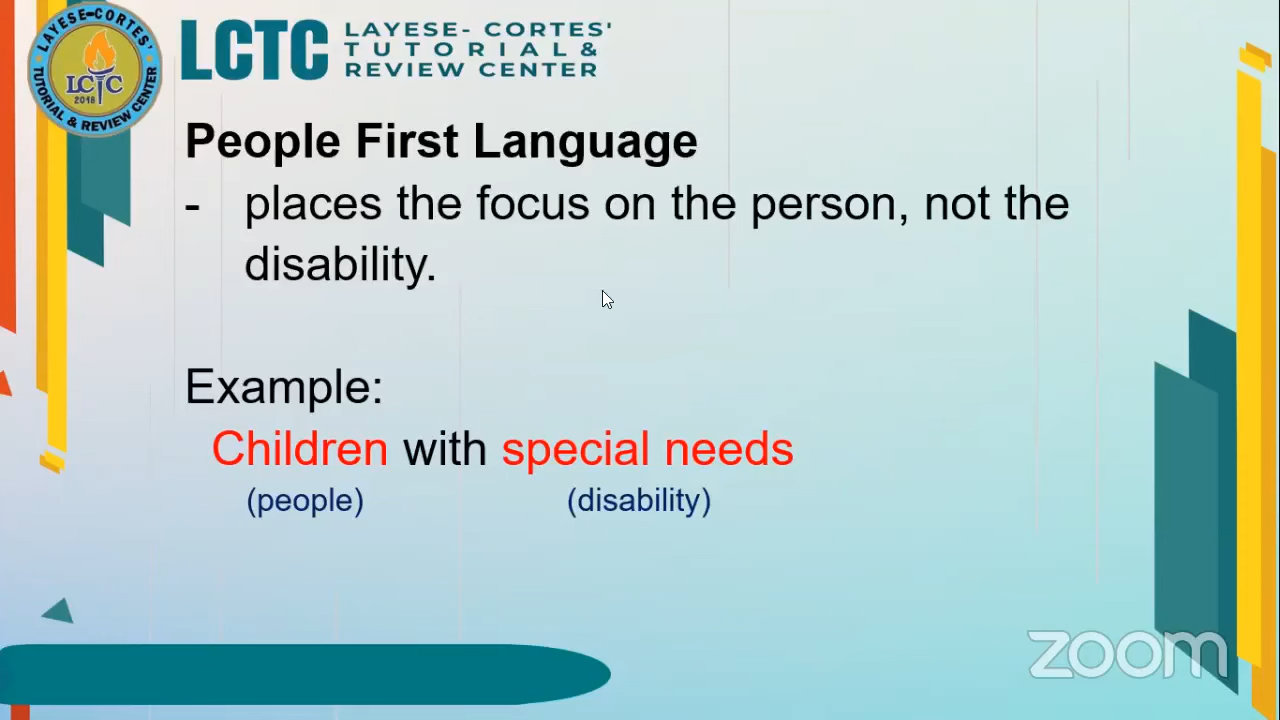 LAYESE-CORTES'
TUTORIAL & REVIEW CENTER
LCTC
2018
LCTC
LAYESE- CORTES'
TUTORIAL &
REVIEW CENTER
People First Language
- places the focus on the person, not the
disability.
Example:
Children with special needs
(people) (disability)
zoom